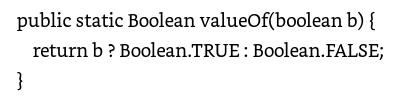 public static Boolean valueOf(boolean b) {
return b ? Boolean.TRUE : Boolean.FALSE;
}